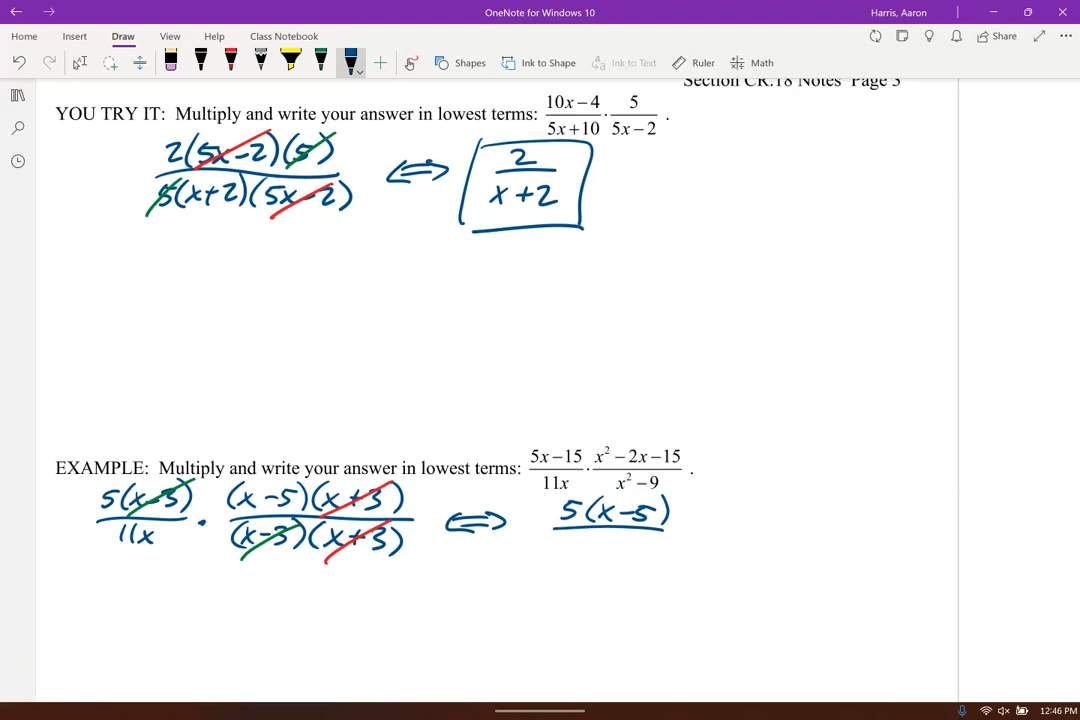 OneNote for Windows 10
Harris, Aaron
Home Insert Draw View Help Class Notebook
Share
Shapes Ink to Shape Ink to Text Ruler Math
Section CR.18 Notes Page 3
YOU TRY IT: Multiply and write your answer in lowest terms: (10x − 4)/(5x + 10) · 5/(5x − 2) .
2(5x−2)(5) / 5(x+2)(5x−2) ⇔ 2/(x+2)
EXAMPLE: Multiply and write your answer in lowest terms: (5x − 15)/(11x) · (x² − 2x − 15)/(x² − 9) .
5(x−3)/11x · (x−5)(x+3)/(x−3)(x+3) ⇔ 5(x−5)
12:46 PM